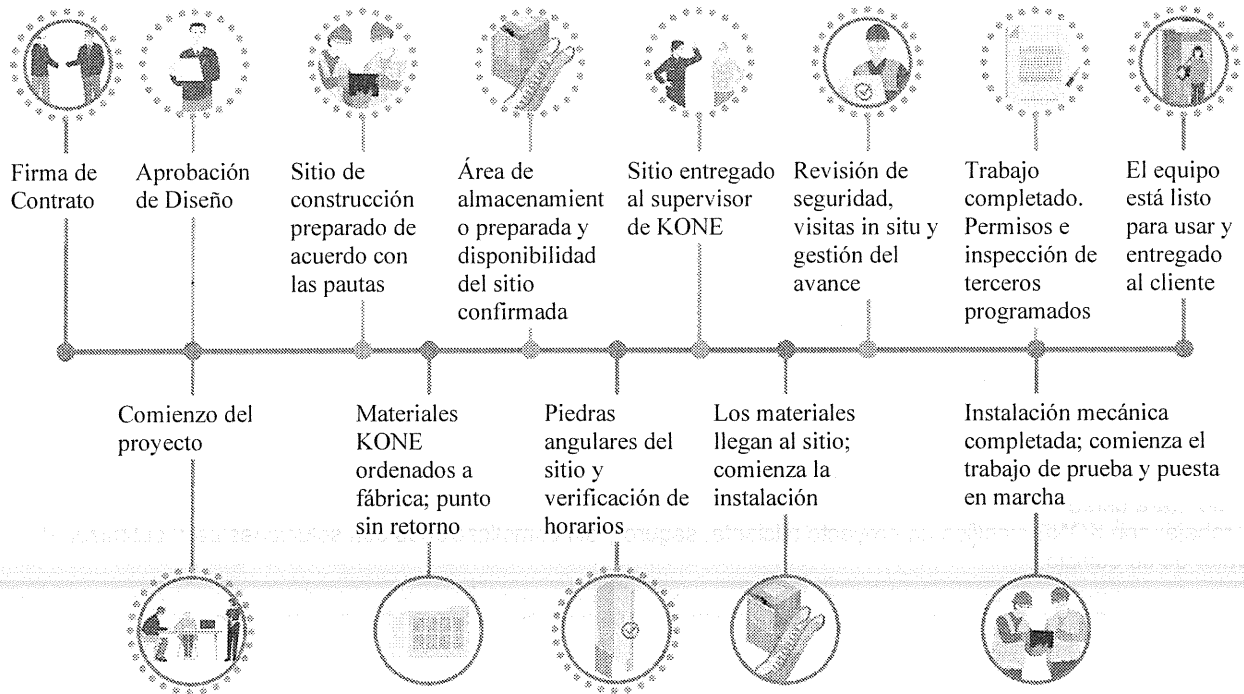 Firma de
Contrato
Aprobación
de Diseño
Sitio de
construcción
preparado de
acuerdo con
las pautas
Área de
almacenamient
o preparada y
disponibilidad
del sitio
confirmada
Sitio entregado
al supervisor
de KONE
Revisión de
seguridad,
visitas in situ y
gestión del
avance
Trabajo
completado.
Permisos e
inspección de
terceros
programados
El equipo
está listo
para usar y
entregado
al cliente
Comienzo del
proyecto
Materiales
KONE
ordenados a
fábrica; punto
sin retorno
Piedras
angulares del
sitio y
verificación de
horarios
Los materiales
llegan al sitio;
comienza la
instalación
Instalación mecánica
completada; comienza el
trabajo de prueba y puesta
en marcha